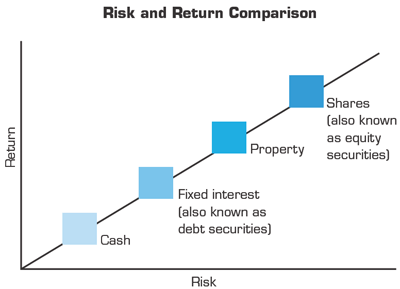 Risk and Return Comparison
Return
Shares
(also known
as equity
securities)
Property
Fixed interest
(also known as
debt securities)
Cash
Risk